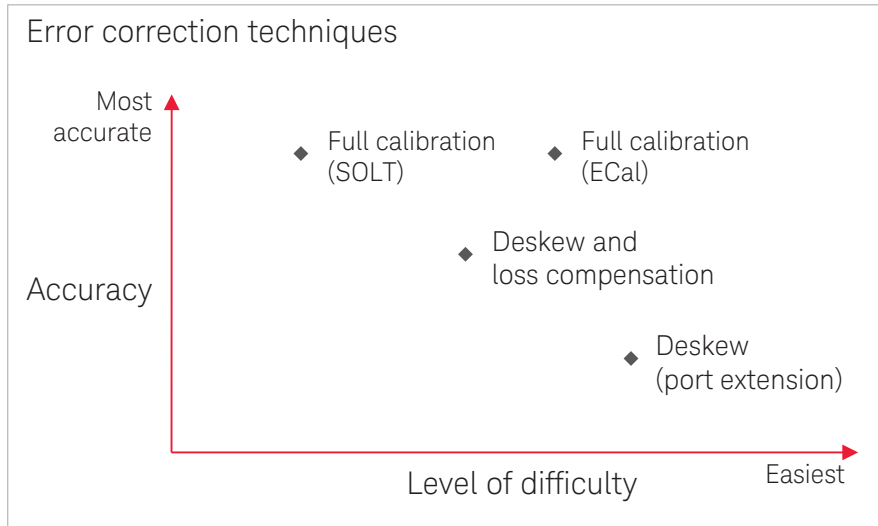 Error correction techniques
Most
accurate
Full calibration
(SOLT)
Full calibration
(ECal)
Deskew and
loss compensation
Accuracy
Deskew
(port extension)
Level of difficulty
Easiest